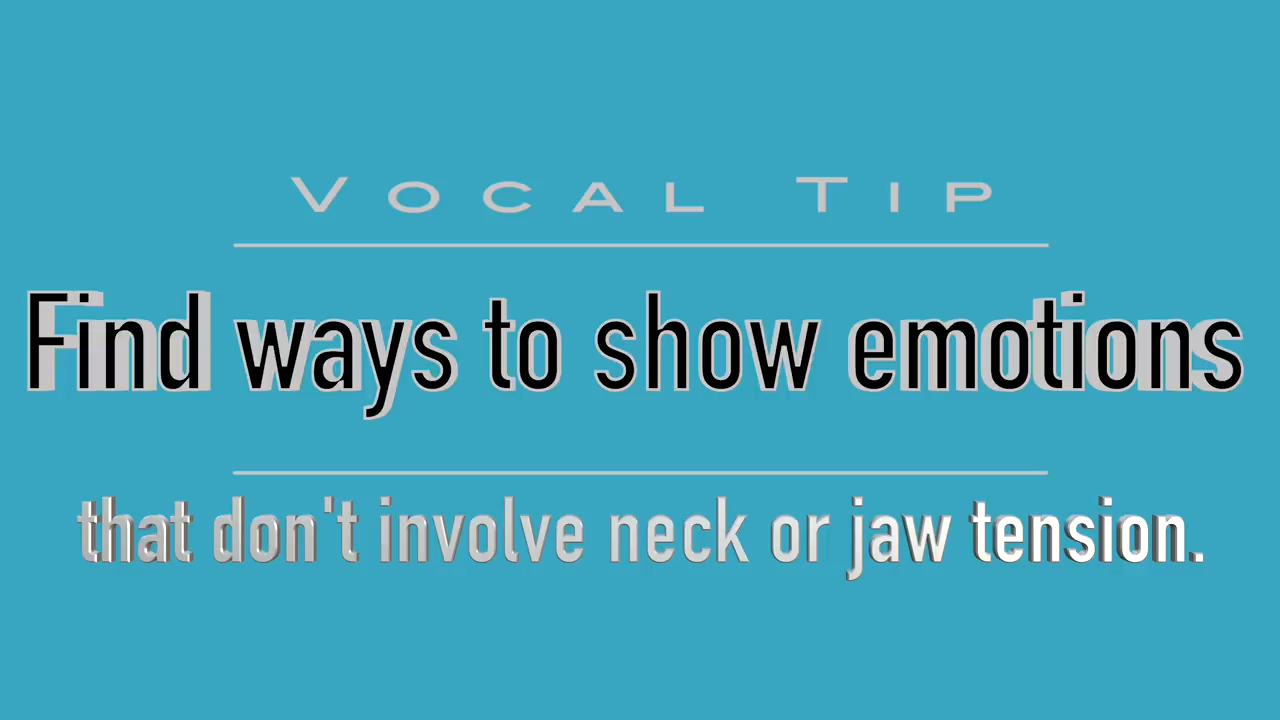 Vocal Tip
Find ways to show emotions
that don't involve neck or jaw tension.